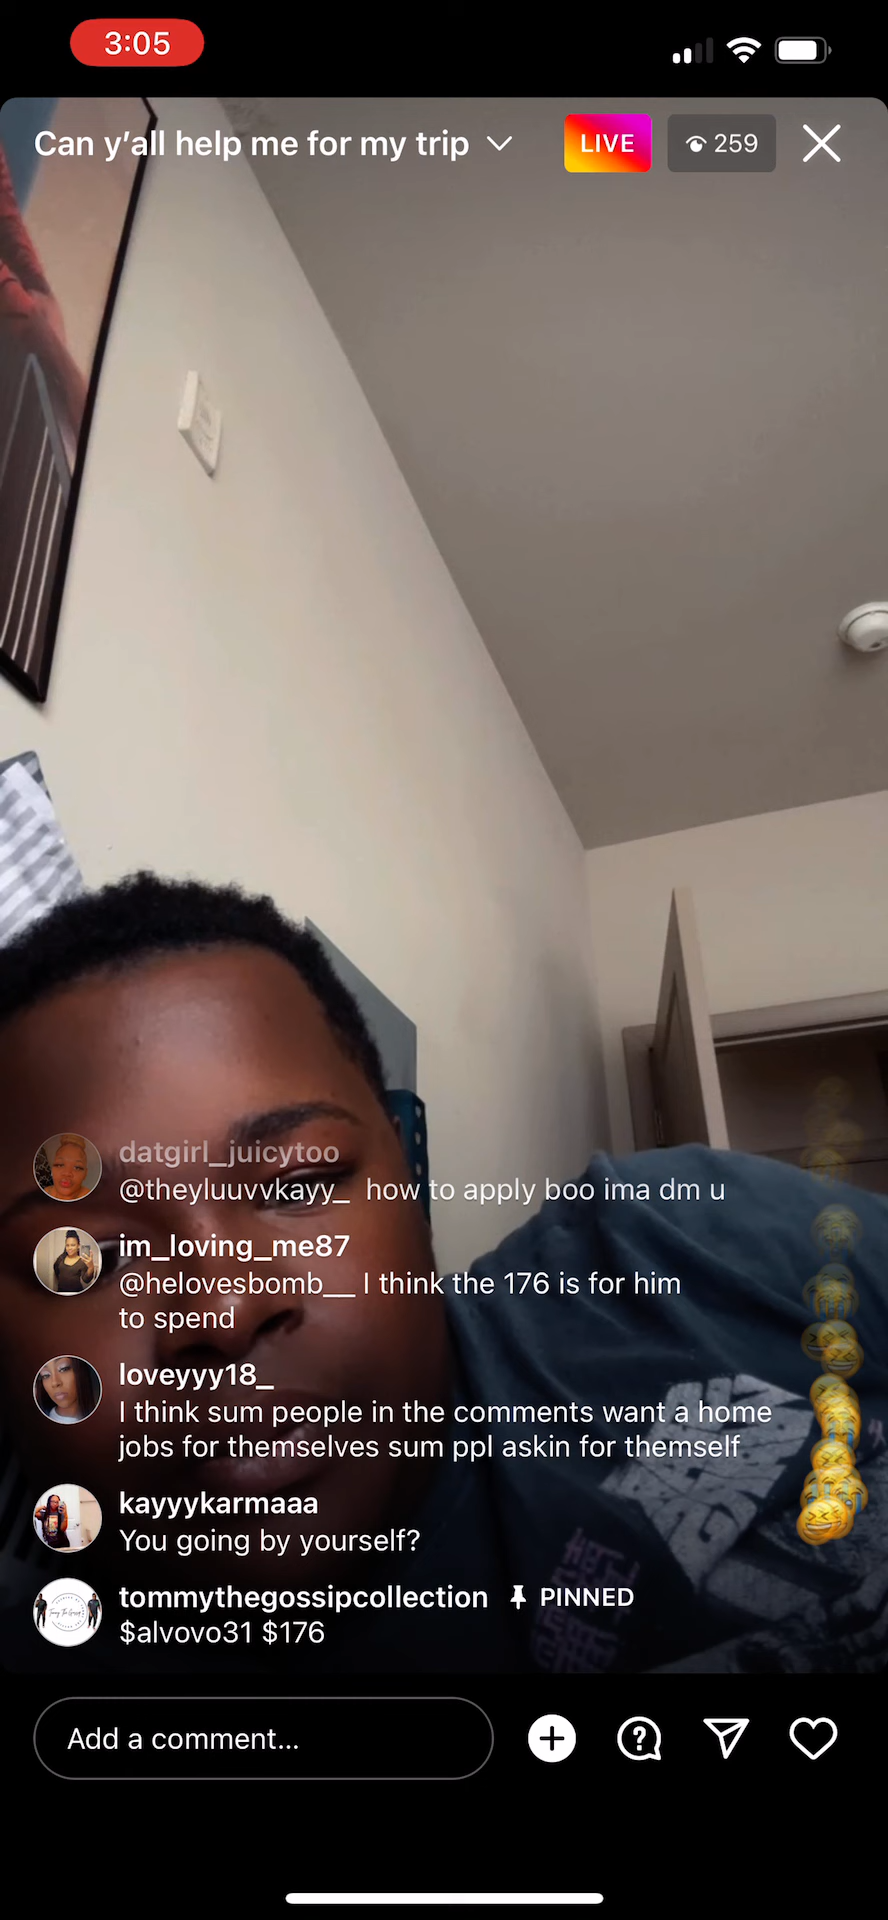 3:05
Can y’all help me for my trip
LIVE
259
datgirl_juicytoo
@theyluuvvkayy_ how to apply boo ima dm u
im_loving_me87
@helovesbomb__ I think the 176 is for him
to spend
loveyyy18_
I think sum people in the comments want a home
jobs for themselves sum ppl askin for themself
kayyykarmaaa
You going by yourself?
tommythegossipcollection PINNED
$alvovo31 $176
Add a comment...